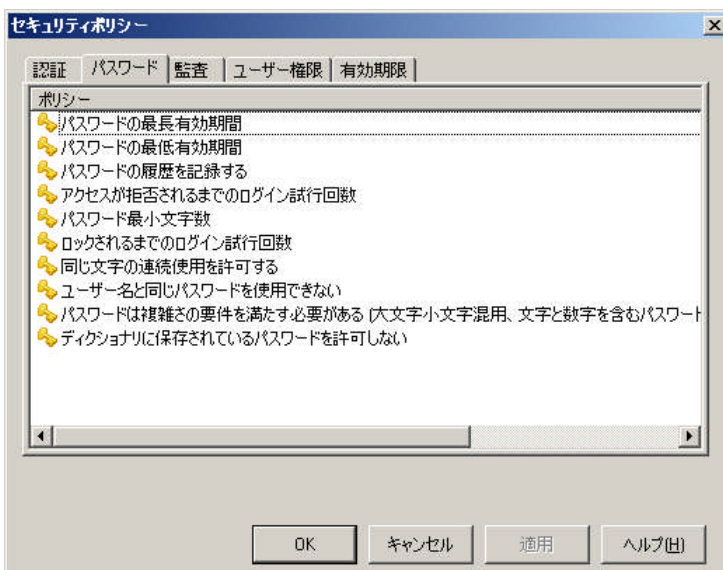 セキュリティポリシー
認証 パスワード 監査 ユーザー権限 有効期限
ポリシー
パスワードの最長有効期間
パスワードの最低有効期間
パスワードの履歴を記録する
アクセスが拒否されるまでのログイン試行回数
パスワード最小文字数
ロックされるまでのログイン試行回数
同じ文字の連続使用を許可する
ユーザー名と同じパスワードを使用できない
パスワードは複雑さの要件を満たす必要がある (大文字小文字混用、文字と数字を含むパスワート
ディクショナリに保存されているパスワードを許可しない
OK キャンセル 適用 ヘルプ(H)